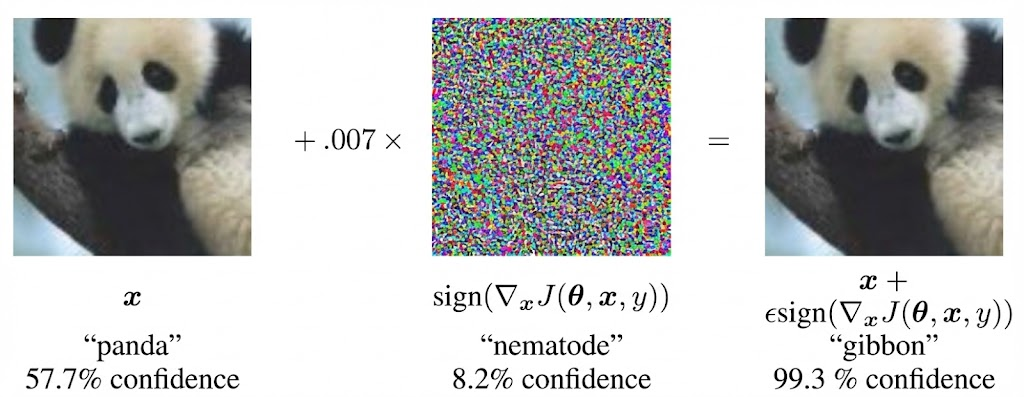 + .007 ×
=
x
“panda”
57.7% confidence
sign(∇ₓJ(θ, x, y))
“nematode”
8.2% confidence
x +
ϵsign(∇ₓJ(θ, x, y))
“gibbon”
99.3 % confidence